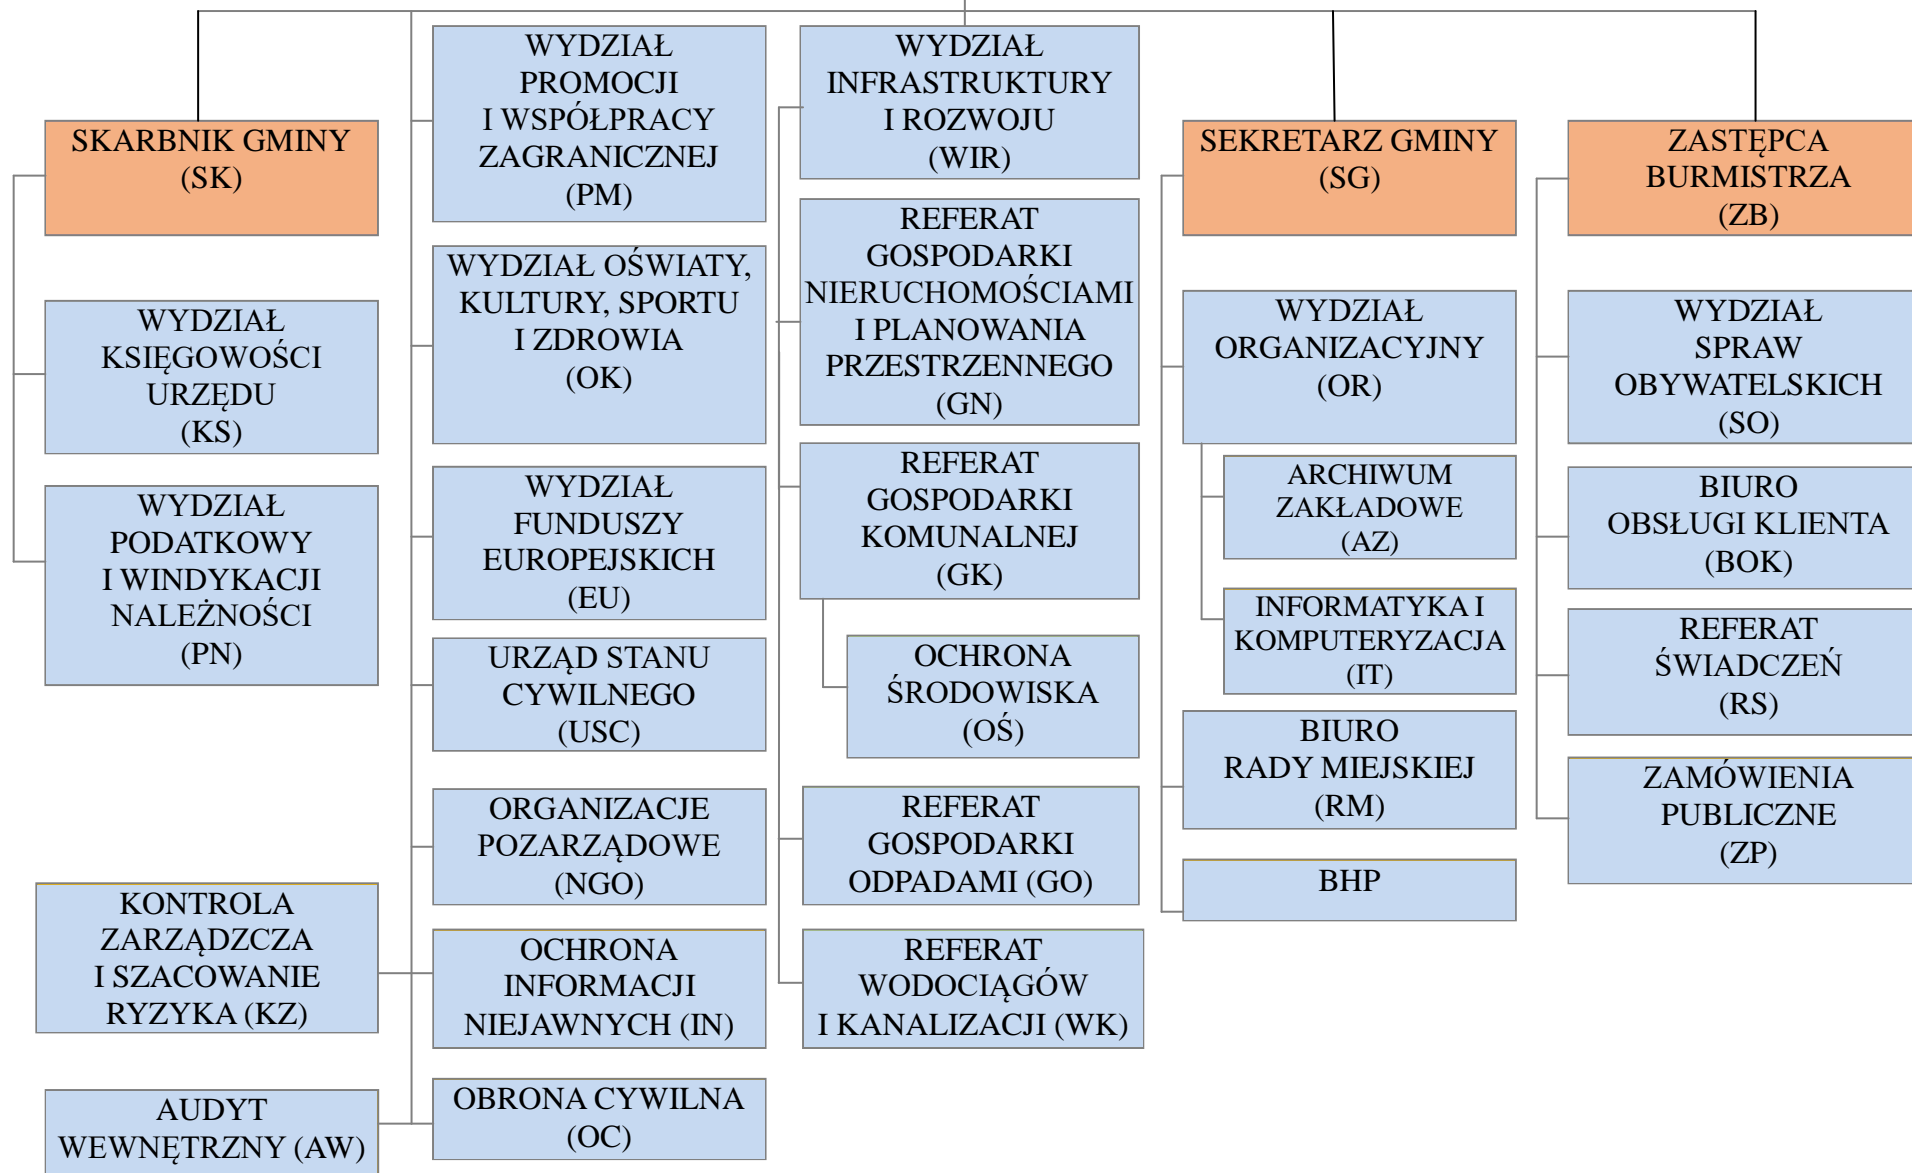 SKARBNIK GMINY
(SK)
WYDZIAŁ
KSIĘGOWOŚCI
URZĘDU
(KS)
WYDZIAŁ
PODATKOWY
I WINDYKACJI
NALEŻNOŚCI
(PN)
KONTROLA
ZARZĄDZCZA
I SZACOWANIE
RYZYKA (KZ)
AUDYT
WEWNĘTRZNY (AW)
WYDZIAŁ
PROMOCJI
I WSPÓŁPRACY
ZAGRANICZNEJ
(PM)
WYDZIAŁ OŚWIATY,
KULTURY, SPORTU
I ZDROWIA
(OK)
WYDZIAŁ
FUNDUSZY
EUROPEJSKICH
(EU)
URZĄD STANU
CYWILNEGO
(USC)
ORGANIZACJE
POZARZĄDOWE
(NGO)
OCHRONA
INFORMACJI
NIEJAWNYCH (IN)
OBRONA CYWILNA
(OC)
WYDZIAŁ
INFRASTRUKTURY
I ROZWOJU
(WIR)
REFERAT
GOSPODARKI
NIERUCHOMOŚCIAMI
I PLANOWANIA
PRZESTRZENNEGO
(GN)
REFERAT
GOSPODARKI
KOMUNALNEJ
(GK)
OCHRONA
ŚRODOWISKA
(OŚ)
REFERAT
GOSPODARKI
ODPADAMI (GO)
REFERAT
WODOCIĄGÓW
I KANALIZACJI (WK)
SEKRETARZ GMINY
(SG)
WYDZIAŁ
ORGANIZACYJNY
(OR)
ARCHIWUM
ZAKŁADOWE
(AZ)
INFORMATYKA I
KOMPUTERYZACJA
(IT)
BIURO
RADY MIEJSKIEJ
(RM)
BHP
ZASTĘPCA
BURMISTRZA
(ZB)
WYDZIAŁ
SPRAW
OBYWATELSKICH
(SO)
BIURO
OBSŁUGI KLIENTA
(BOK)
REFERAT
ŚWIADCZEŃ
(RS)
ZAMÓWIENIA
PUBLICZNE
(ZP)